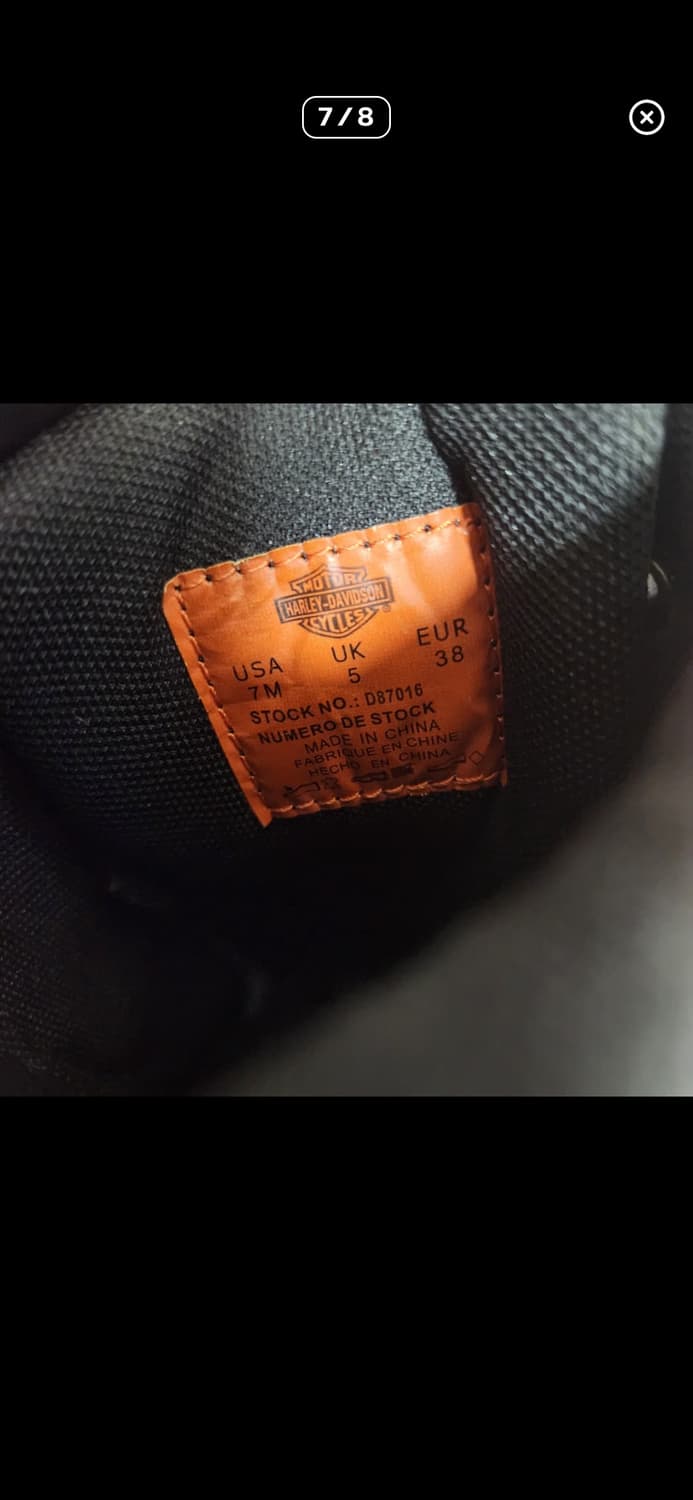 7/8
MOTOR
HARLEY-DAVIDSON
CYCLES
USA UK EUR
7M 5 38
STOCK NO.: D87016
NUMERO DE STOCK
MADE IN CHINA
FABRIQUE EN CHINE
HECHO EN CHINA